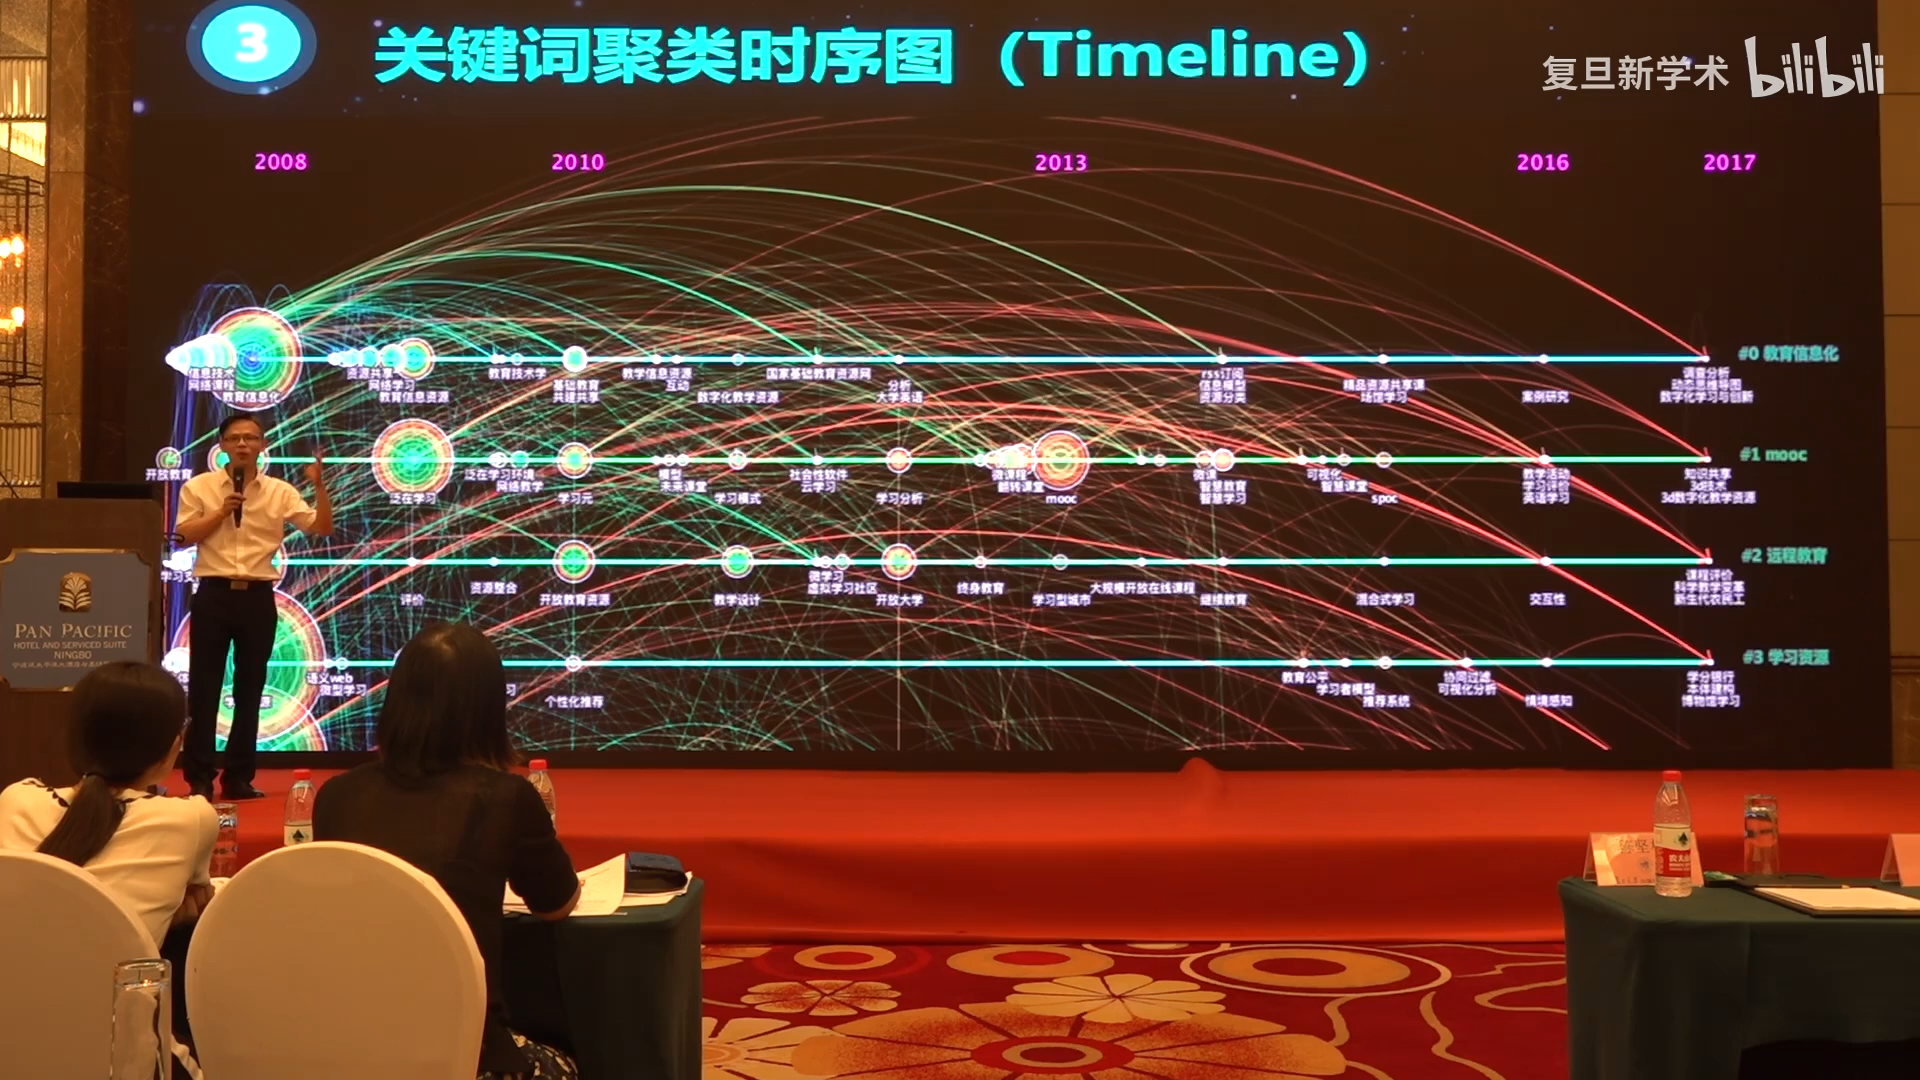 3
关键词聚类时序图（Timeline）
复旦新学术 bilibili
2008
2010
2013
2016
2017
#0 教育信息化
信息技术
网络课程
教育信息化
资源共享
网络学习
教育信息资源
教育技术学
基础教育
共建共享
教学信息资源
互动
数字化教学资源
国家基础教育资源网
分析
大学英语
rss订阅
信息模型
资源分类
精品资源共享课
场馆学习
案例研究
调查分析
动态思维导图
数字化学习与创新
#1 mooc
开放教育
泛在学习
泛在学习环境
网络教学
学习元
模型
未来课堂
学习模式
社会性软件
云学习
学习分析
微课程
翻转课堂
mooc
微课
智慧教育
智慧学习
可视化
智慧课堂
spoc
教学活动
学习评价
英语学习
知识共享
3d技术
3d数字化教学资源
#2 远程教育
学习支
评价
资源整合
开放教育资源
教学设计
微学习
虚拟学习社区
开放大学
终身教育
学习型城市
大规模开放在线课程
继续教育
混合式学习
交互性
课程评价
科学教学变革
新生代农民工
#3 学习资源
语义web
微型学习
习
个性化推荐
教育公平
学习者模型
推荐系统
协同过滤
可视化分析
情境感知
学分银行
本体建构
博物馆学习
PAN PACIFIC
HOTEL AND SERVICED SUITE
NINGBO